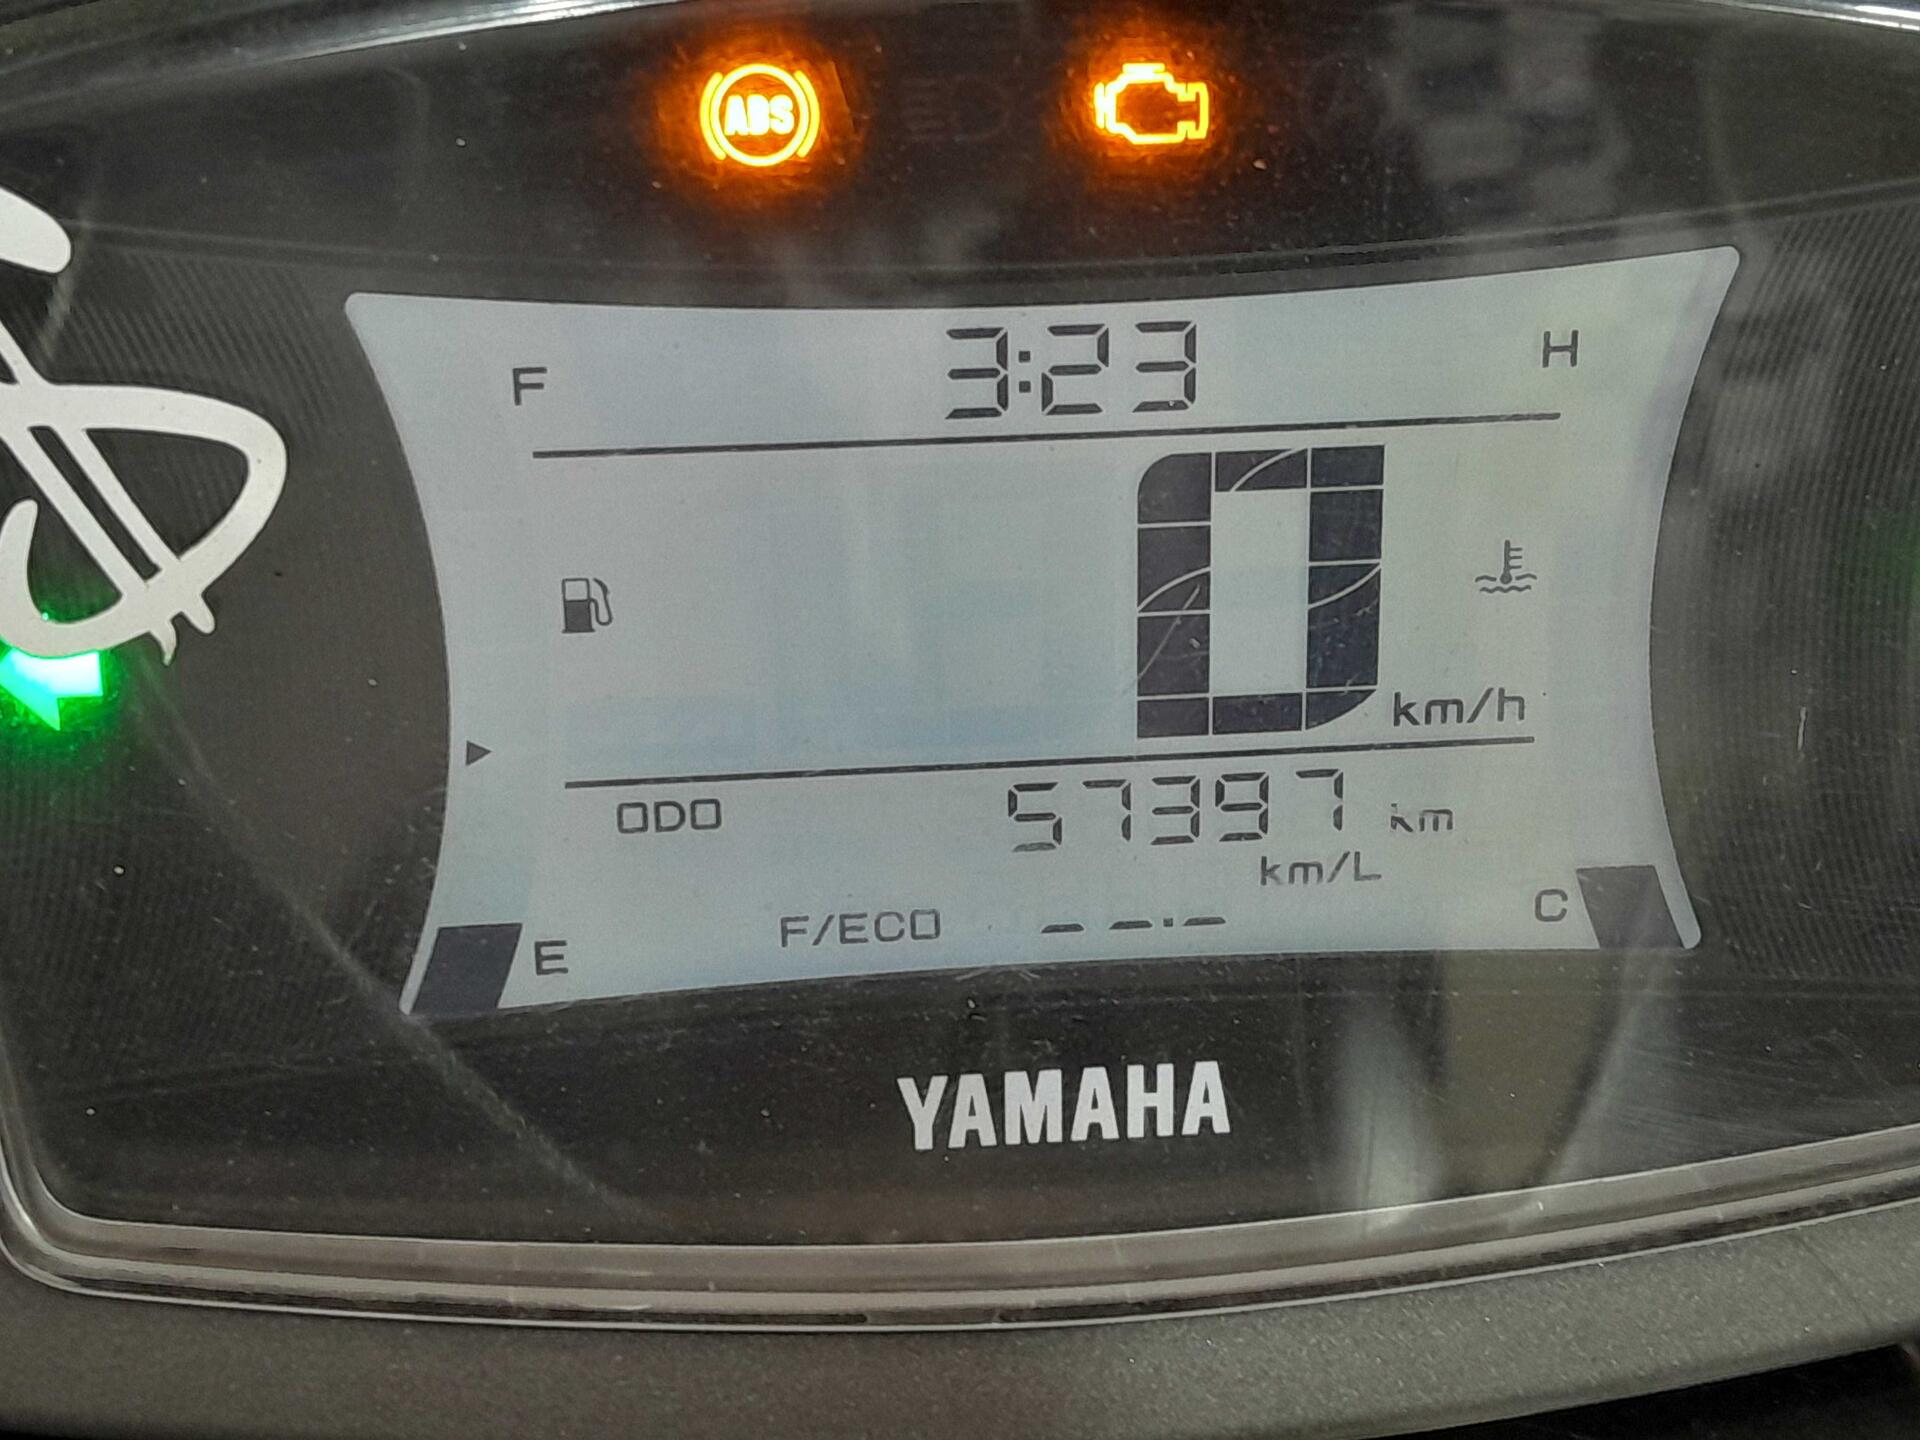 ABS
3:23
F
H
0 km/h
ODO 57397 km
km/L
F/ECO --.-
C
E
YAMAHA